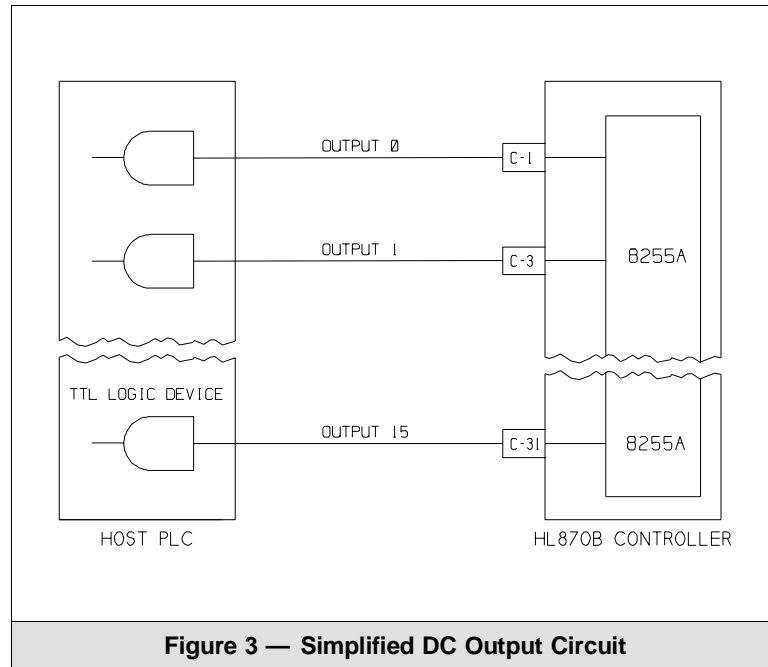 OUTPUT 0
C-1
OUTPUT 1
C-3
8255A
TTL LOGIC DEVICE
OUTPUT 15
C-31
8255A
HOST PLC
HL870B CONTROLLER
Figure 3 — Simplified DC Output Circuit